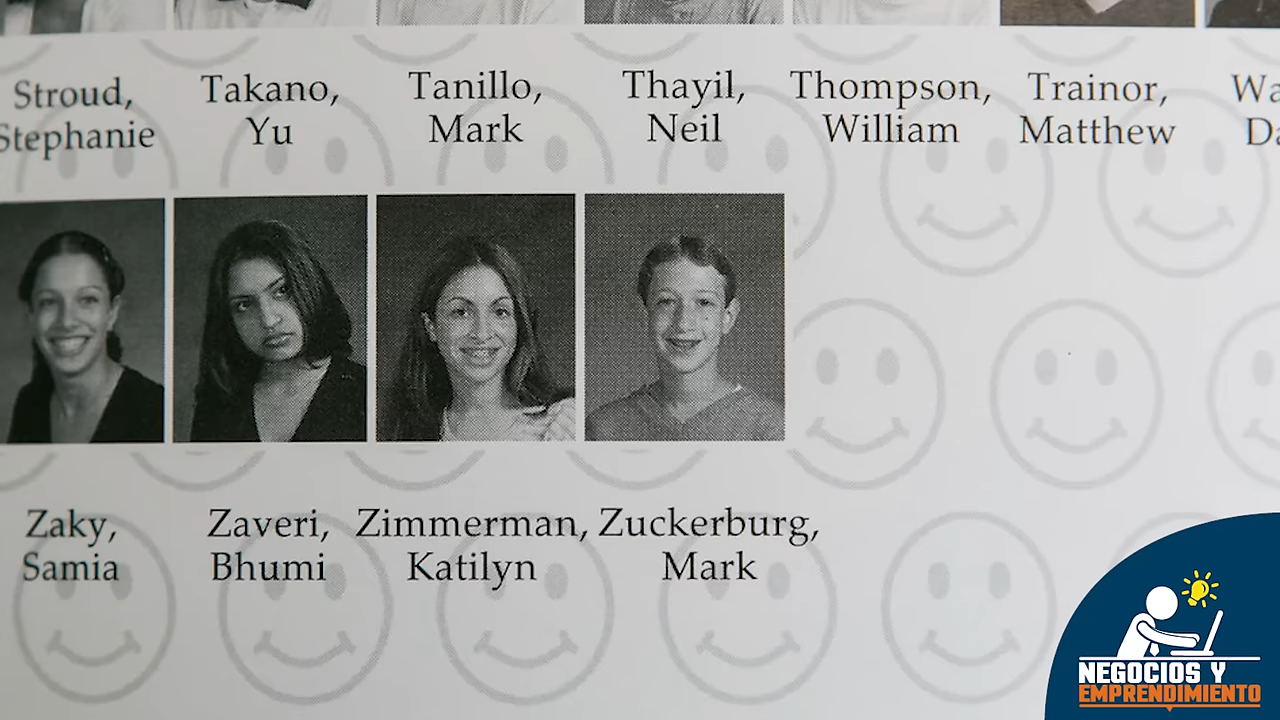 Stroud,
Stephanie
Takano,
Yu
Tanillo,
Mark
Thayil,
Neil
Thompson,
William
Trainor,
Matthew
Zaky,
Samia
Zaveri,
Bhumi
Zimmerman,
Katilyn
Zuckerburg,
Mark
NEGOCIOS Y
EMPRENDIMIENTO